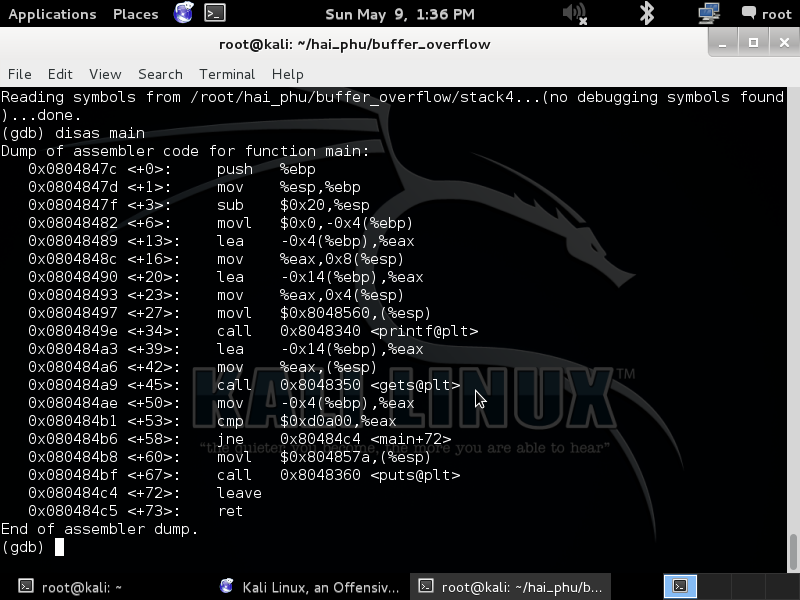 Applications Places Sun May 9, 1:36 PM root
root@kali: ~/hai_phu/buffer_overflow
File Edit View Search Terminal Help
Reading symbols from /root/hai_phu/buffer_overflow/stack4...(no debugging symbols found
)...done.
(gdb) disas main
Dump of assembler code for function main:
0x0804847c <+0>: push %ebp
0x0804847d <+1>: mov %esp,%ebp
0x0804847f <+3>: sub $0x20,%esp
0x08048482 <+6>: movl $0x0,-0x4(%ebp)
0x08048489 <+13>: lea -0x4(%ebp),%eax
0x0804848c <+16>: mov %eax,0x8(%esp)
0x08048490 <+20>: lea -0x14(%ebp),%eax
0x08048493 <+23>: mov %eax,0x4(%esp)
0x08048497 <+27>: movl $0x8048560,(%esp)
0x0804849e <+34>: call 0x8048340 <printf@plt>
0x080484a3 <+39>: lea -0x14(%ebp),%eax
0x080484a6 <+42>: mov %eax,(%esp)
0x080484a9 <+45>: call 0x8048350 <gets@plt>
0x080484ae <+50>: mov -0x4(%ebp),%eax
0x080484b1 <+53>: cmp $0xd0a00,%eax
0x080484b6 <+58>: jne 0x80484c4 <main+72>
0x080484b8 <+60>: movl $0x804857a,(%esp)
0x080484bf <+67>: call 0x8048360 <puts@plt>
0x080484c4 <+72>: leave
0x080484c5 <+73>: ret
End of assembler dump.
(gdb)
KALI LINUX™
“the quieter you become, the more you are able to hear”
root@kali: ~
Kali Linux, an Offensiv...
root@kali: ~/hai_phu/b...